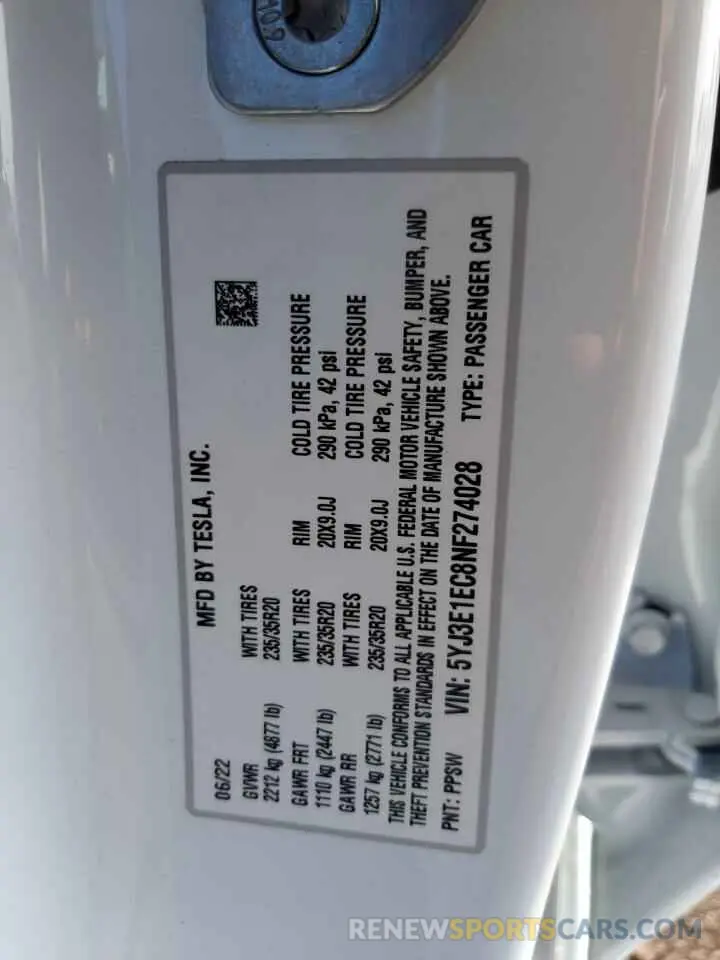 MFD BY TESLA, INC.
06/22
GVWR WITH TIRES
2212 kg (4877 lb) 235/35R20
GAWR FRT WITH TIRES RIM COLD TIRE PRESSURE
1110 kg (2447 lb) 235/35R20 20X9.0J 290 kPa, 42 psi
GAWR RR WITH TIRES RIM COLD TIRE PRESSURE
1257 kg (2771 lb) 235/35R20 20X9.0J 290 kPa, 42 psi
THIS VEHICLE CONFORMS TO ALL APPLICABLE U.S. FEDERAL MOTOR VEHICLE SAFETY, BUMPER, AND
THEFT PREVENTION STANDARDS IN EFFECT ON THE DATE OF MANUFACTURE SHOWN ABOVE.
PNT: PPSW VIN: 5YJ3E1EC8NF274028 TYPE: PASSENGER CAR
RENEWSPORTSCARS.COM